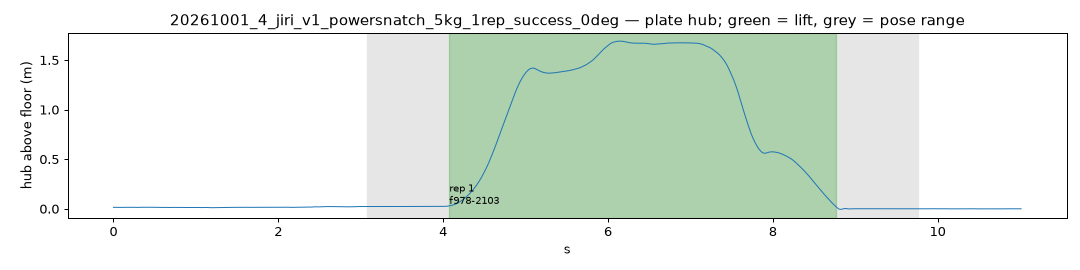 20261001_4_jiri_v1_powersnatch_5kg_1rep_success_0deg — plate hub; green = lift, grey = pose range
hub above floor (m)
1.5
1.0
0.5
0.0
rep 1
f978-2103
0 2 4 6 8 10
s